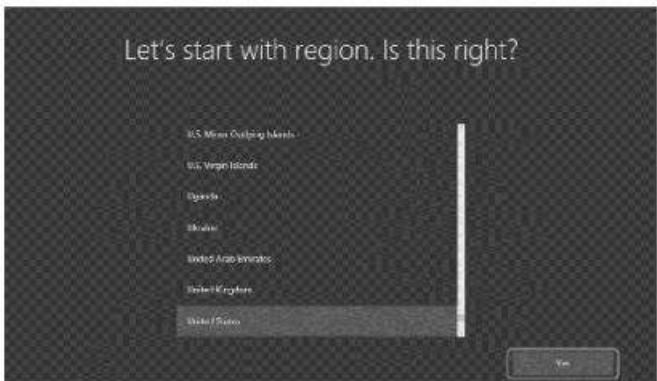 Let's start with region. Is this right?
U.S. Minor Outlying Islands
U.S. Virgin Islands
Uganda
Ukraine
United Arab Emirates
United Kingdom
United States
Yes